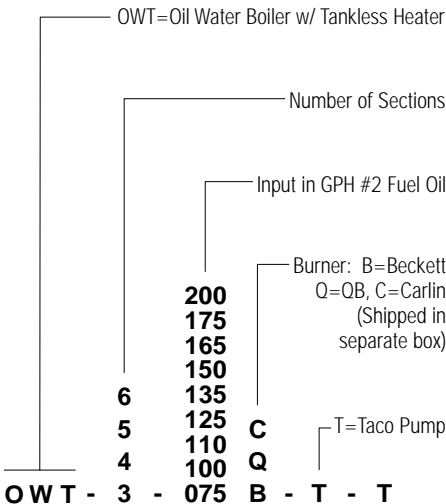 OWT=Oil Water Boiler w/ Tankless Heater
Number of Sections
Input in GPH #2 Fuel Oil
Burner: B=Beckett
Q=QB, C=Carlin
(Shipped in
separate box)
200
175
165
150
6 135
5 125 C
110
4 100 Q
T=Taco Pump
OWT - 3 - 075 B - T - T